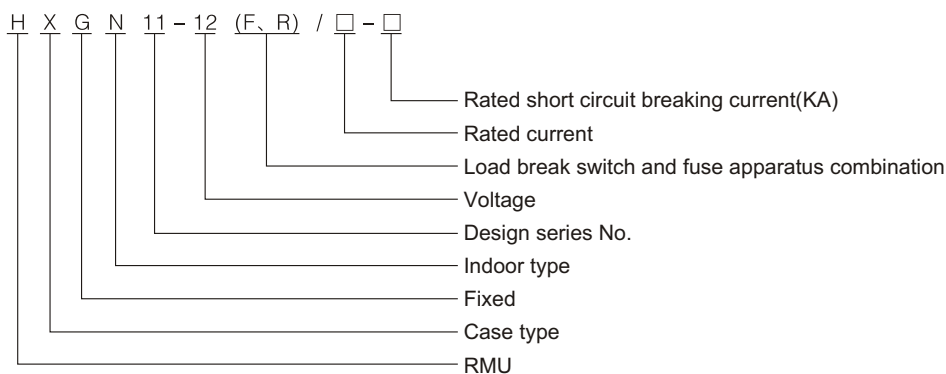 H X G N 11 - 12 (F、R) / □ - □
Rated short circuit breaking current(KA)
Rated current
Load break switch and fuse apparatus combination
Voltage
Design series No.
Indoor type
Fixed
Case type
RMU